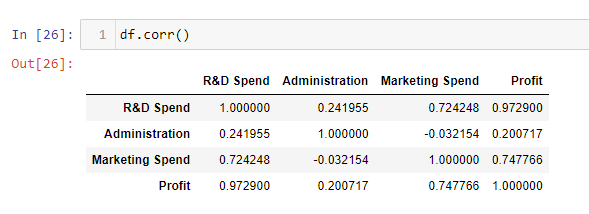 In [26]: 1 df.corr()
Out[26]:
R&D Spend Administration Marketing Spend Profit
R&D Spend 1.000000 0.241955 0.724248 0.972900
Administration 0.241955 1.000000 -0.032154 0.200717
Marketing Spend 0.724248 -0.032154 1.000000 0.747766
Profit 0.972900 0.200717 0.747766 1.000000